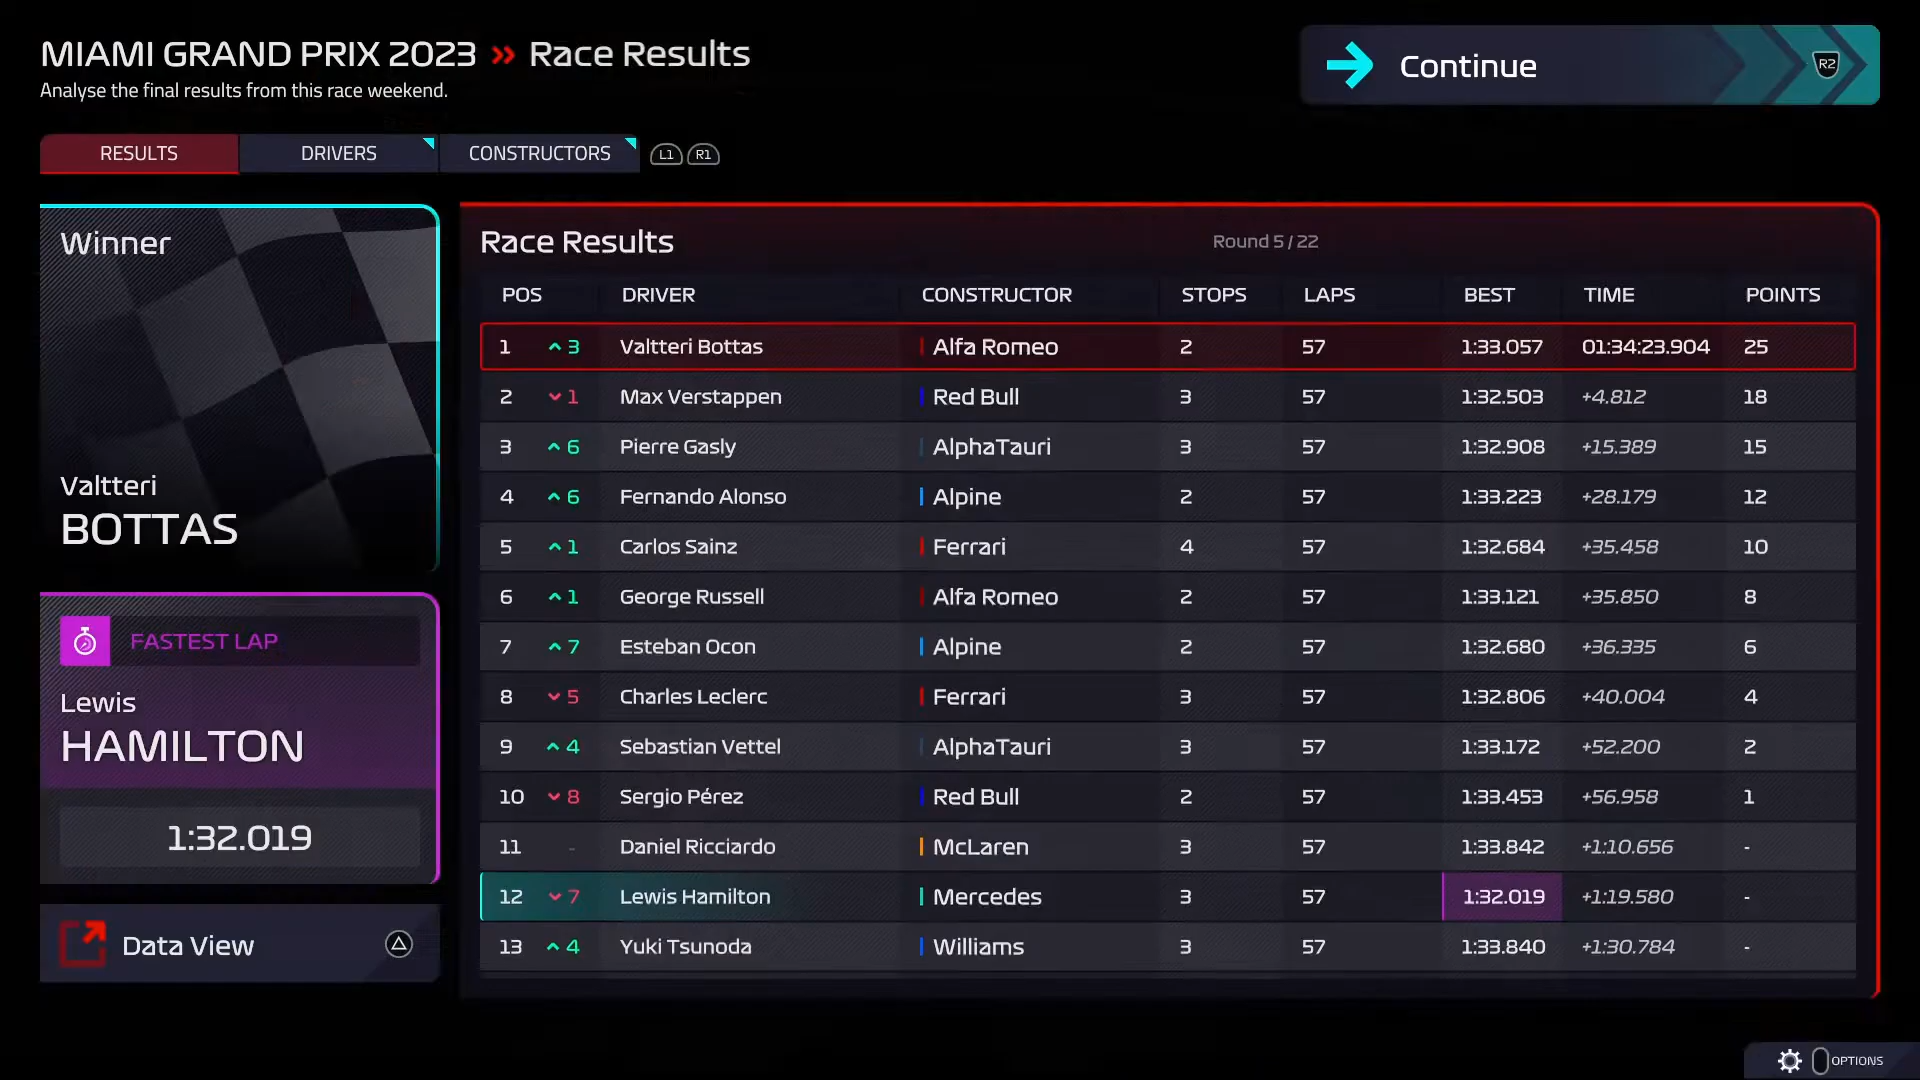 MIAMI GRAND PRIX 2023 » Race Results
Analyse the final results from this race weekend.
Continue R2
RESULTS DRIVERS CONSTRUCTORS L1 R1
Winner
Valtteri
BOTTAS
FASTEST LAP
Lewis
HAMILTON
1:32.019
Data View
Race Results Round 5 / 22
POS DRIVER CONSTRUCTOR STOPS LAPS BEST TIME POINTS
1 3 Valtteri Bottas Alfa Romeo 2 57 1:33.057 01:34:23.904 25
2 1 Max Verstappen Red Bull 3 57 1:32.503 +4.812 18
3 6 Pierre Gasly AlphaTauri 3 57 1:32.908 +15.389 15
4 6 Fernando Alonso Alpine 2 57 1:33.223 +28.179 12
5 1 Carlos Sainz Ferrari 4 57 1:32.684 +35.458 10
6 1 George Russell Alfa Romeo 2 57 1:33.121 +35.850 8
7 7 Esteban Ocon Alpine 2 57 1:32.680 +36.335 6
8 5 Charles Leclerc Ferrari 3 57 1:32.806 +40.004 4
9 4 Sebastian Vettel AlphaTauri 3 57 1:33.172 +52.200 2
10 8 Sergio Pérez Red Bull 2 57 1:33.453 +56.958 1
11 - Daniel Ricciardo McLaren 3 57 1:33.842 +1:10.656 -
12 7 Lewis Hamilton Mercedes 3 57 1:32.019 +1:19.580 -
13 4 Yuki Tsunoda Williams 3 57 1:33.840 +1:30.784 -
OPTIONS